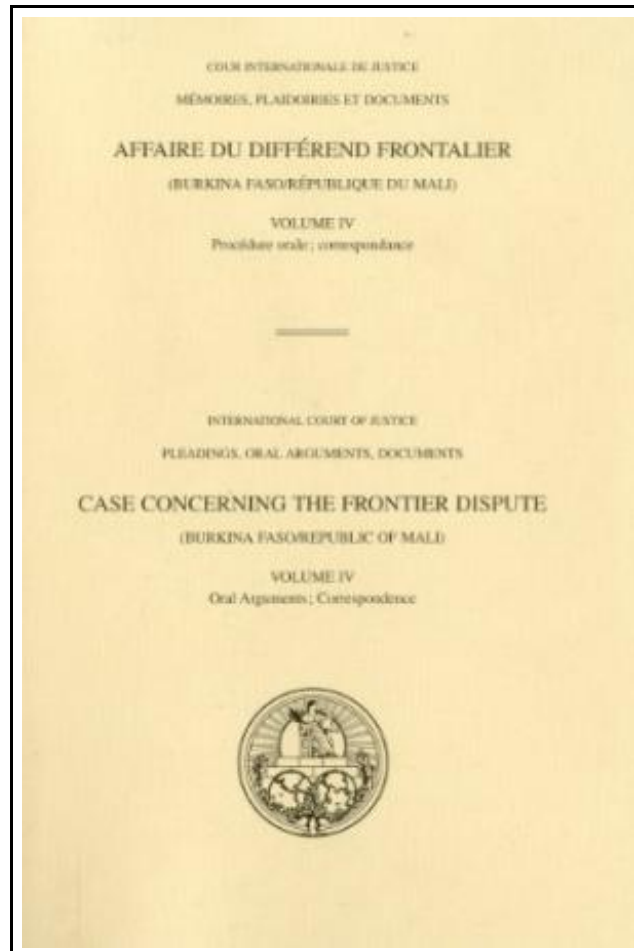 COUR INTERNATIONALE DE JUSTICE
MÉMOIRES, PLAIDOIRIES ET DOCUMENTS
AFFAIRE DU DIFFÉREND FRONTALIER
(BURKINA FASO/RÉPUBLIQUE DU MALI)
VOLUME IV
Procédure orale ; correspondance
INTERNATIONAL COURT OF JUSTICE
PLEADINGS, ORAL ARGUMENTS, DOCUMENTS
CASE CONCERNING THE FRONTIER DISPUTE
(BURKINA FASO/REPUBLIC OF MALI)
VOLUME IV
Oral Arguments ; Correspondence